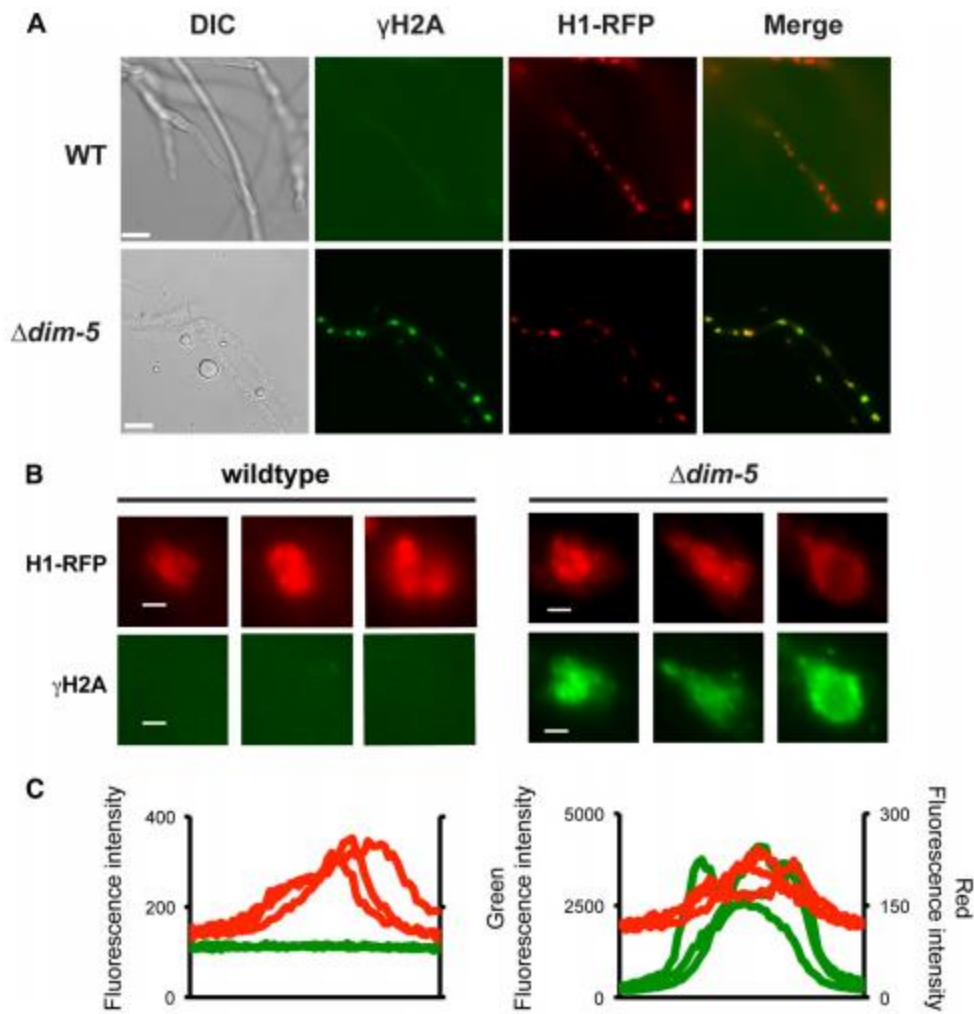 A DIC γH2A H1-RFP Merge
WT
Δdim-5
B wildtype Δdim-5
H1-RFP
γH2A
C
Fluorescence intensity
400
200
0
Green
Fluorescence intensity
5000
2500
0
300
150
0
Red
Fluorescence intensity